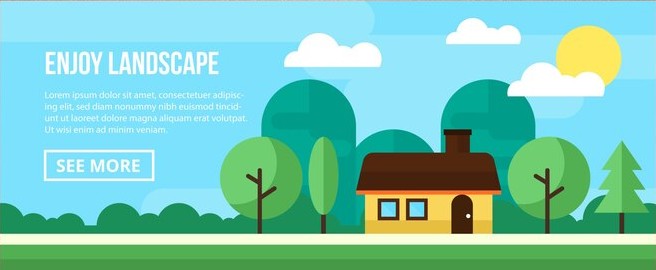 ENJOY LANDSCAPE
Lorem ipsum dolor sit amet, consectetuer adipisc-
ing elit, sed diam nonummy nibh euismod tincid-
unt ut laoreet dolore magna aliquam erat volutpat.
Ut wisi enim ad minim veniam.
SEE MORE